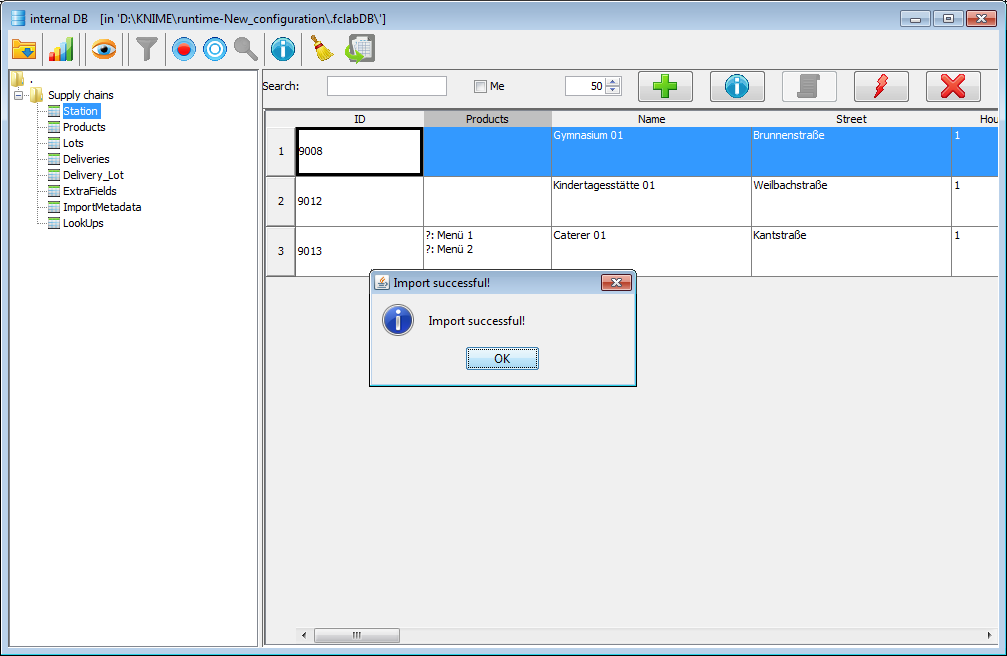 internal DB [in 'D:\KNIME\runtime-New_configuration\.fclabDB\']
.
Supply chains
Station
Products
Lots
Deliveries
Delivery_Lot
ExtraFields
ImportMetadata
LookUps
Search: Me 50
ID Products Name Street Hou
1 9008 Gymnasium 01 Brunnenstraße 1
2 9012 Kindertagesstätte 01 Weilbachstraße 1
3 9013 ?: Menü 1 Caterer 01 Kantstraße 1
?: Menü 2
Import successful!
Import successful!
OK